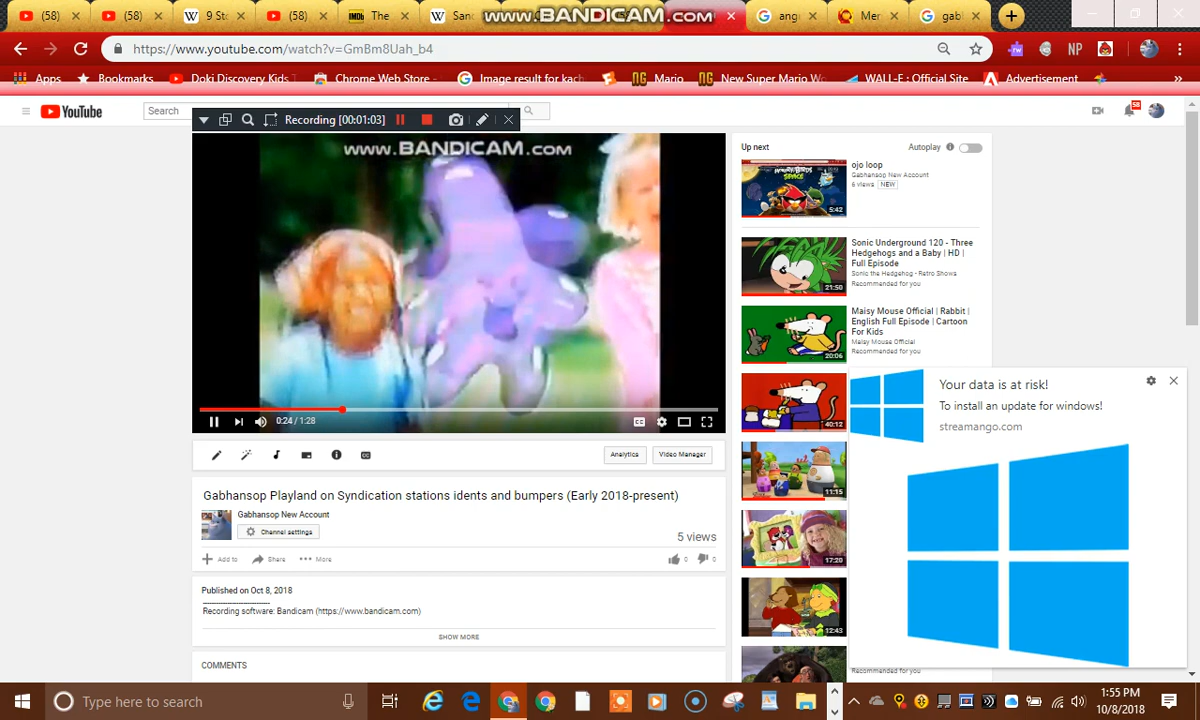 (58)
(58)
9 Sto
(58)
The
San
WWW.BANDICAM.COM
ang
Mer
gabl
https://www.youtube.com/watch?v=GmBm8Uah_b4
NP
Apps
Bookmarks
Doki Discovery Kids T
Chrome Web Store -
Image result for kach
Mario
New Super Mario Wo
WALL-E : Official Site
Advertisement
»
YouTube
Search
Recording [00:01:03]
58
WWW.BANDICAM.COM
0:24 / 1:28
Analytics
Video Manager
Gabhansop Playland on Syndication stations idents and bumpers (Early 2018-present)
Gabhansop New Account
Channel settings
5 views
Add to
Share
More
0
0
Published on Oct 8, 2018
Recording software: Bandicam (https://www.bandicam.com)
SHOW MORE
COMMENTS
Up next
Autoplay
ojo loop
Gabhansop New Account
6 views NEW
5:42
Sonic Underground 120 - Three
Hedgehogs and a Baby | HD |
Full Episode
Sonic the Hedgehog - Retro Shows
Recommended for you
21:50
Maisy Mouse Official | Rabbit |
English Full Episode | Cartoon
For Kids
Maisy Mouse Official
Recommended for you
20:06
40:12
11:15
17:20
12:43
Recommended for you
Your data is at risk!
To install an update for windows!
streamango.com
Type here to search
1:55 PM
10/8/2018